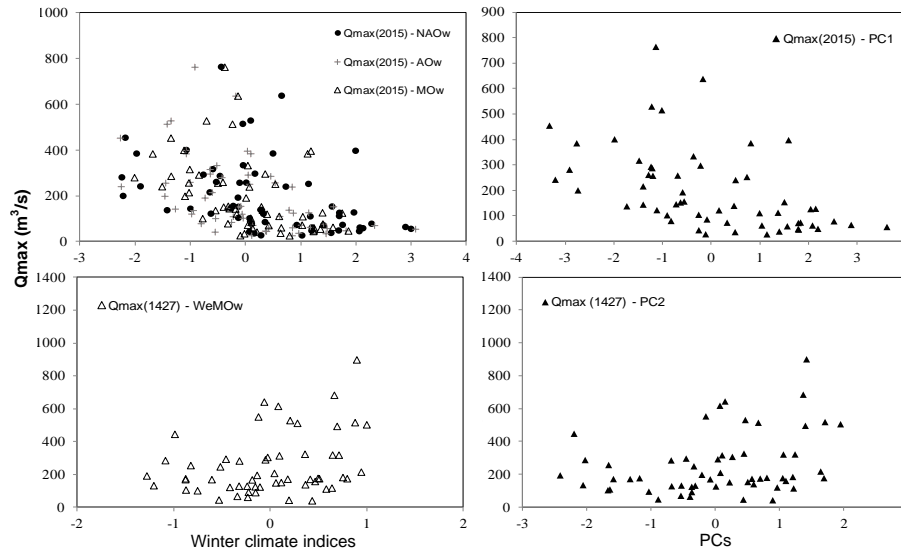 1000
800
600
400
200
0
-3 -2 -1 0 1 2 3 4
Qmax(2015) - NAOw
Qmax(2015) - AOw
Qmax(2015) - MOw
900
800
700
600
500
400
300
200
100
0
-4 -3 -2 -1 0 1 2 3 4
Qmax(2015) - PC1
Qmax (m³/s)
1400
1200
1000
800
600
400
200
0
-2 -1 0 1 2
Qmax(1427) - WeMOw
Winter climate indices
1400
1200
1000
800
600
400
200
0
-3 -2 -1 0 1 2 3
Qmax (1427) - PC2
PCs